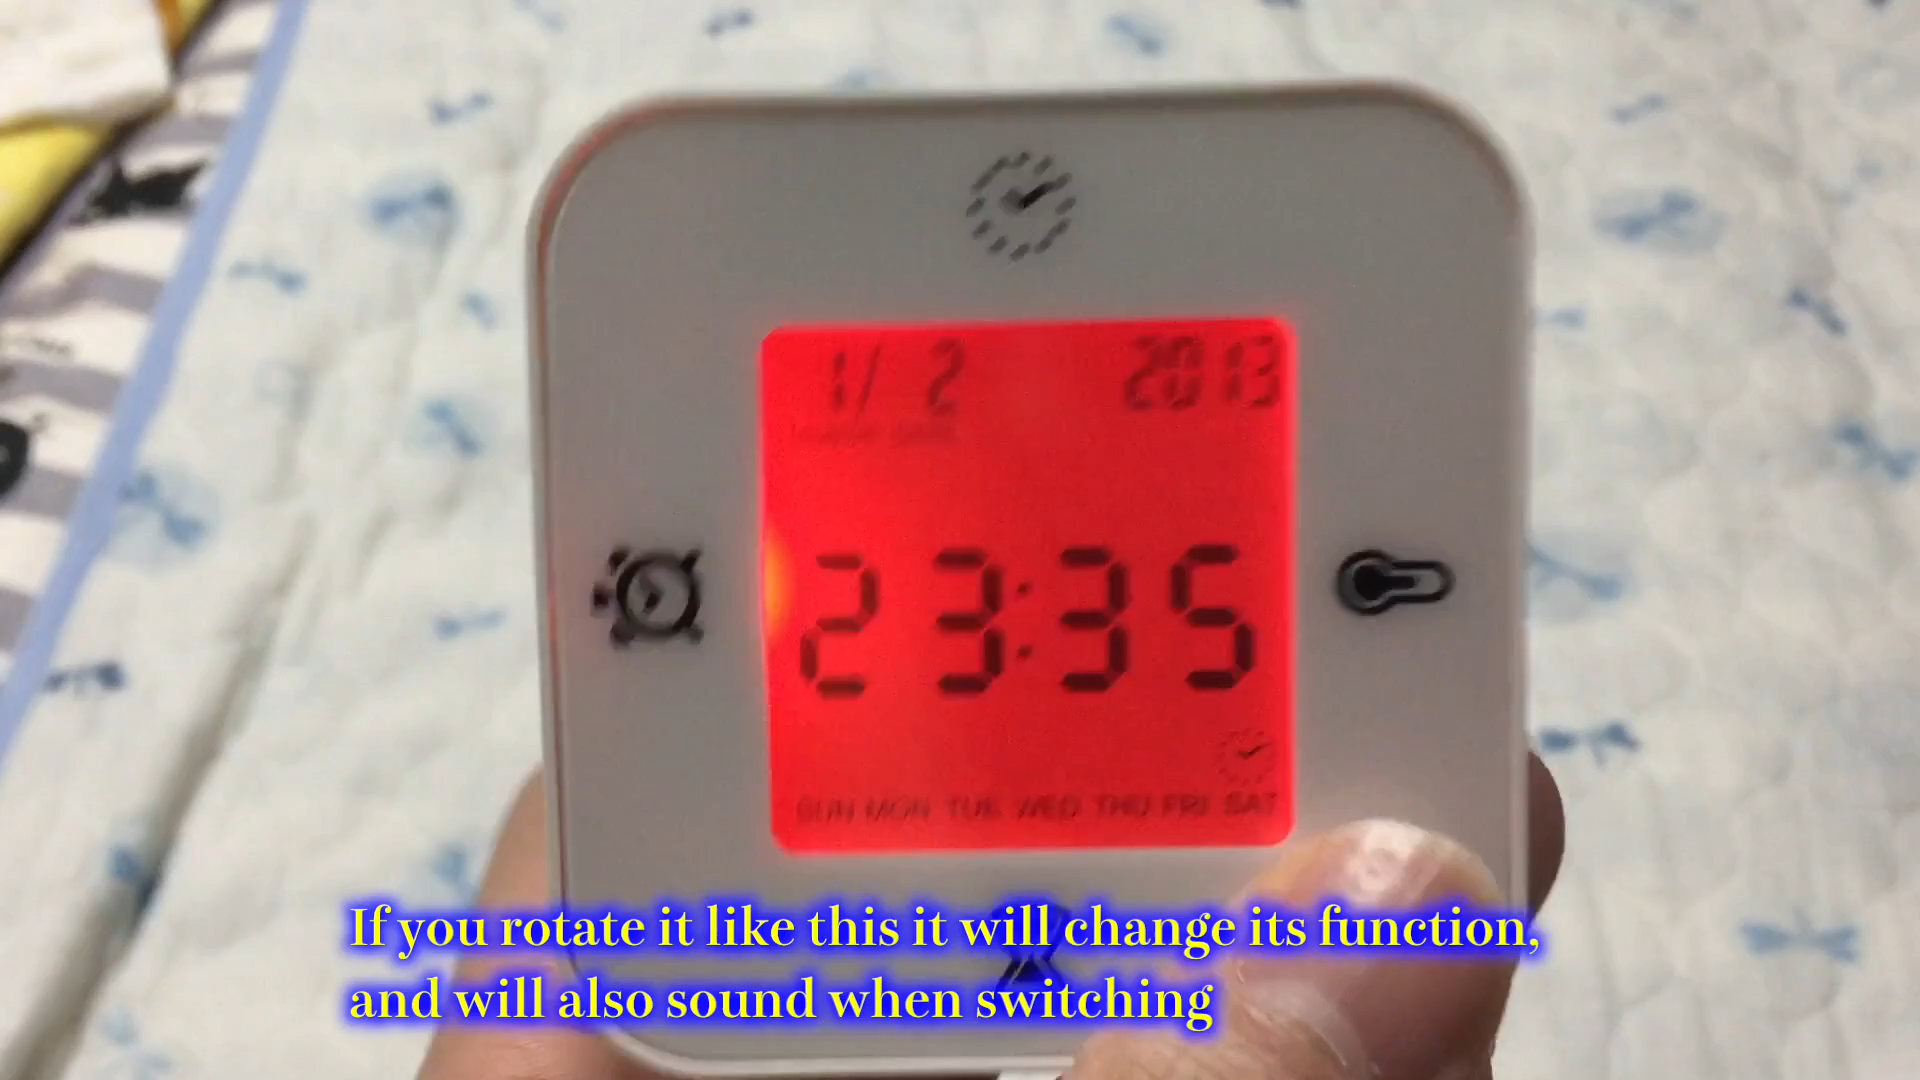 1/ 2 2013
23:35
SUN MON TUE WED THU FRI SAT
If you rotate it like this it will change its function,
and will also sound when switching